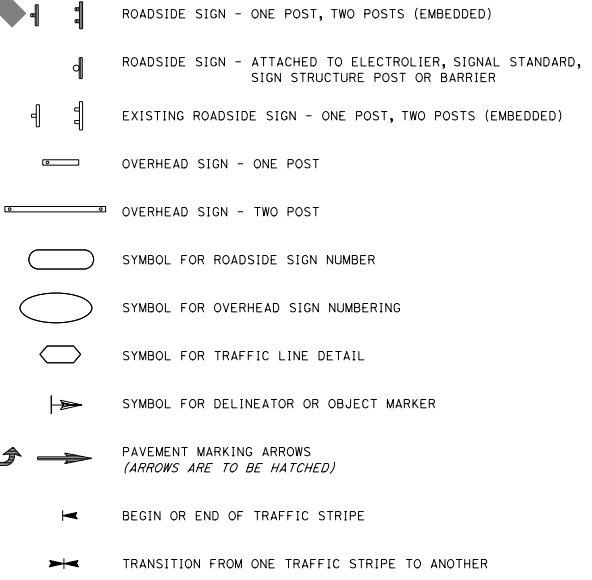 ROADSIDE SIGN - ONE POST, TWO POSTS (EMBEDDED)
ROADSIDE SIGN - ATTACHED TO ELECTROLIER, SIGNAL STANDARD,
SIGN STRUCTURE POST OR BARRIER
EXISTING ROADSIDE SIGN - ONE POST, TWO POSTS (EMBEDDED)
OVERHEAD SIGN - ONE POST
OVERHEAD SIGN - TWO POST
SYMBOL FOR ROADSIDE SIGN NUMBER
SYMBOL FOR OVERHEAD SIGN NUMBERING
SYMBOL FOR TRAFFIC LINE DETAIL
SYMBOL FOR DELINEATOR OR OBJECT MARKER
PAVEMENT MARKING ARROWS
(ARROWS ARE TO BE HATCHED)
BEGIN OR END OF TRAFFIC STRIPE
TRANSITION FROM ONE TRAFFIC STRIPE TO ANOTHER